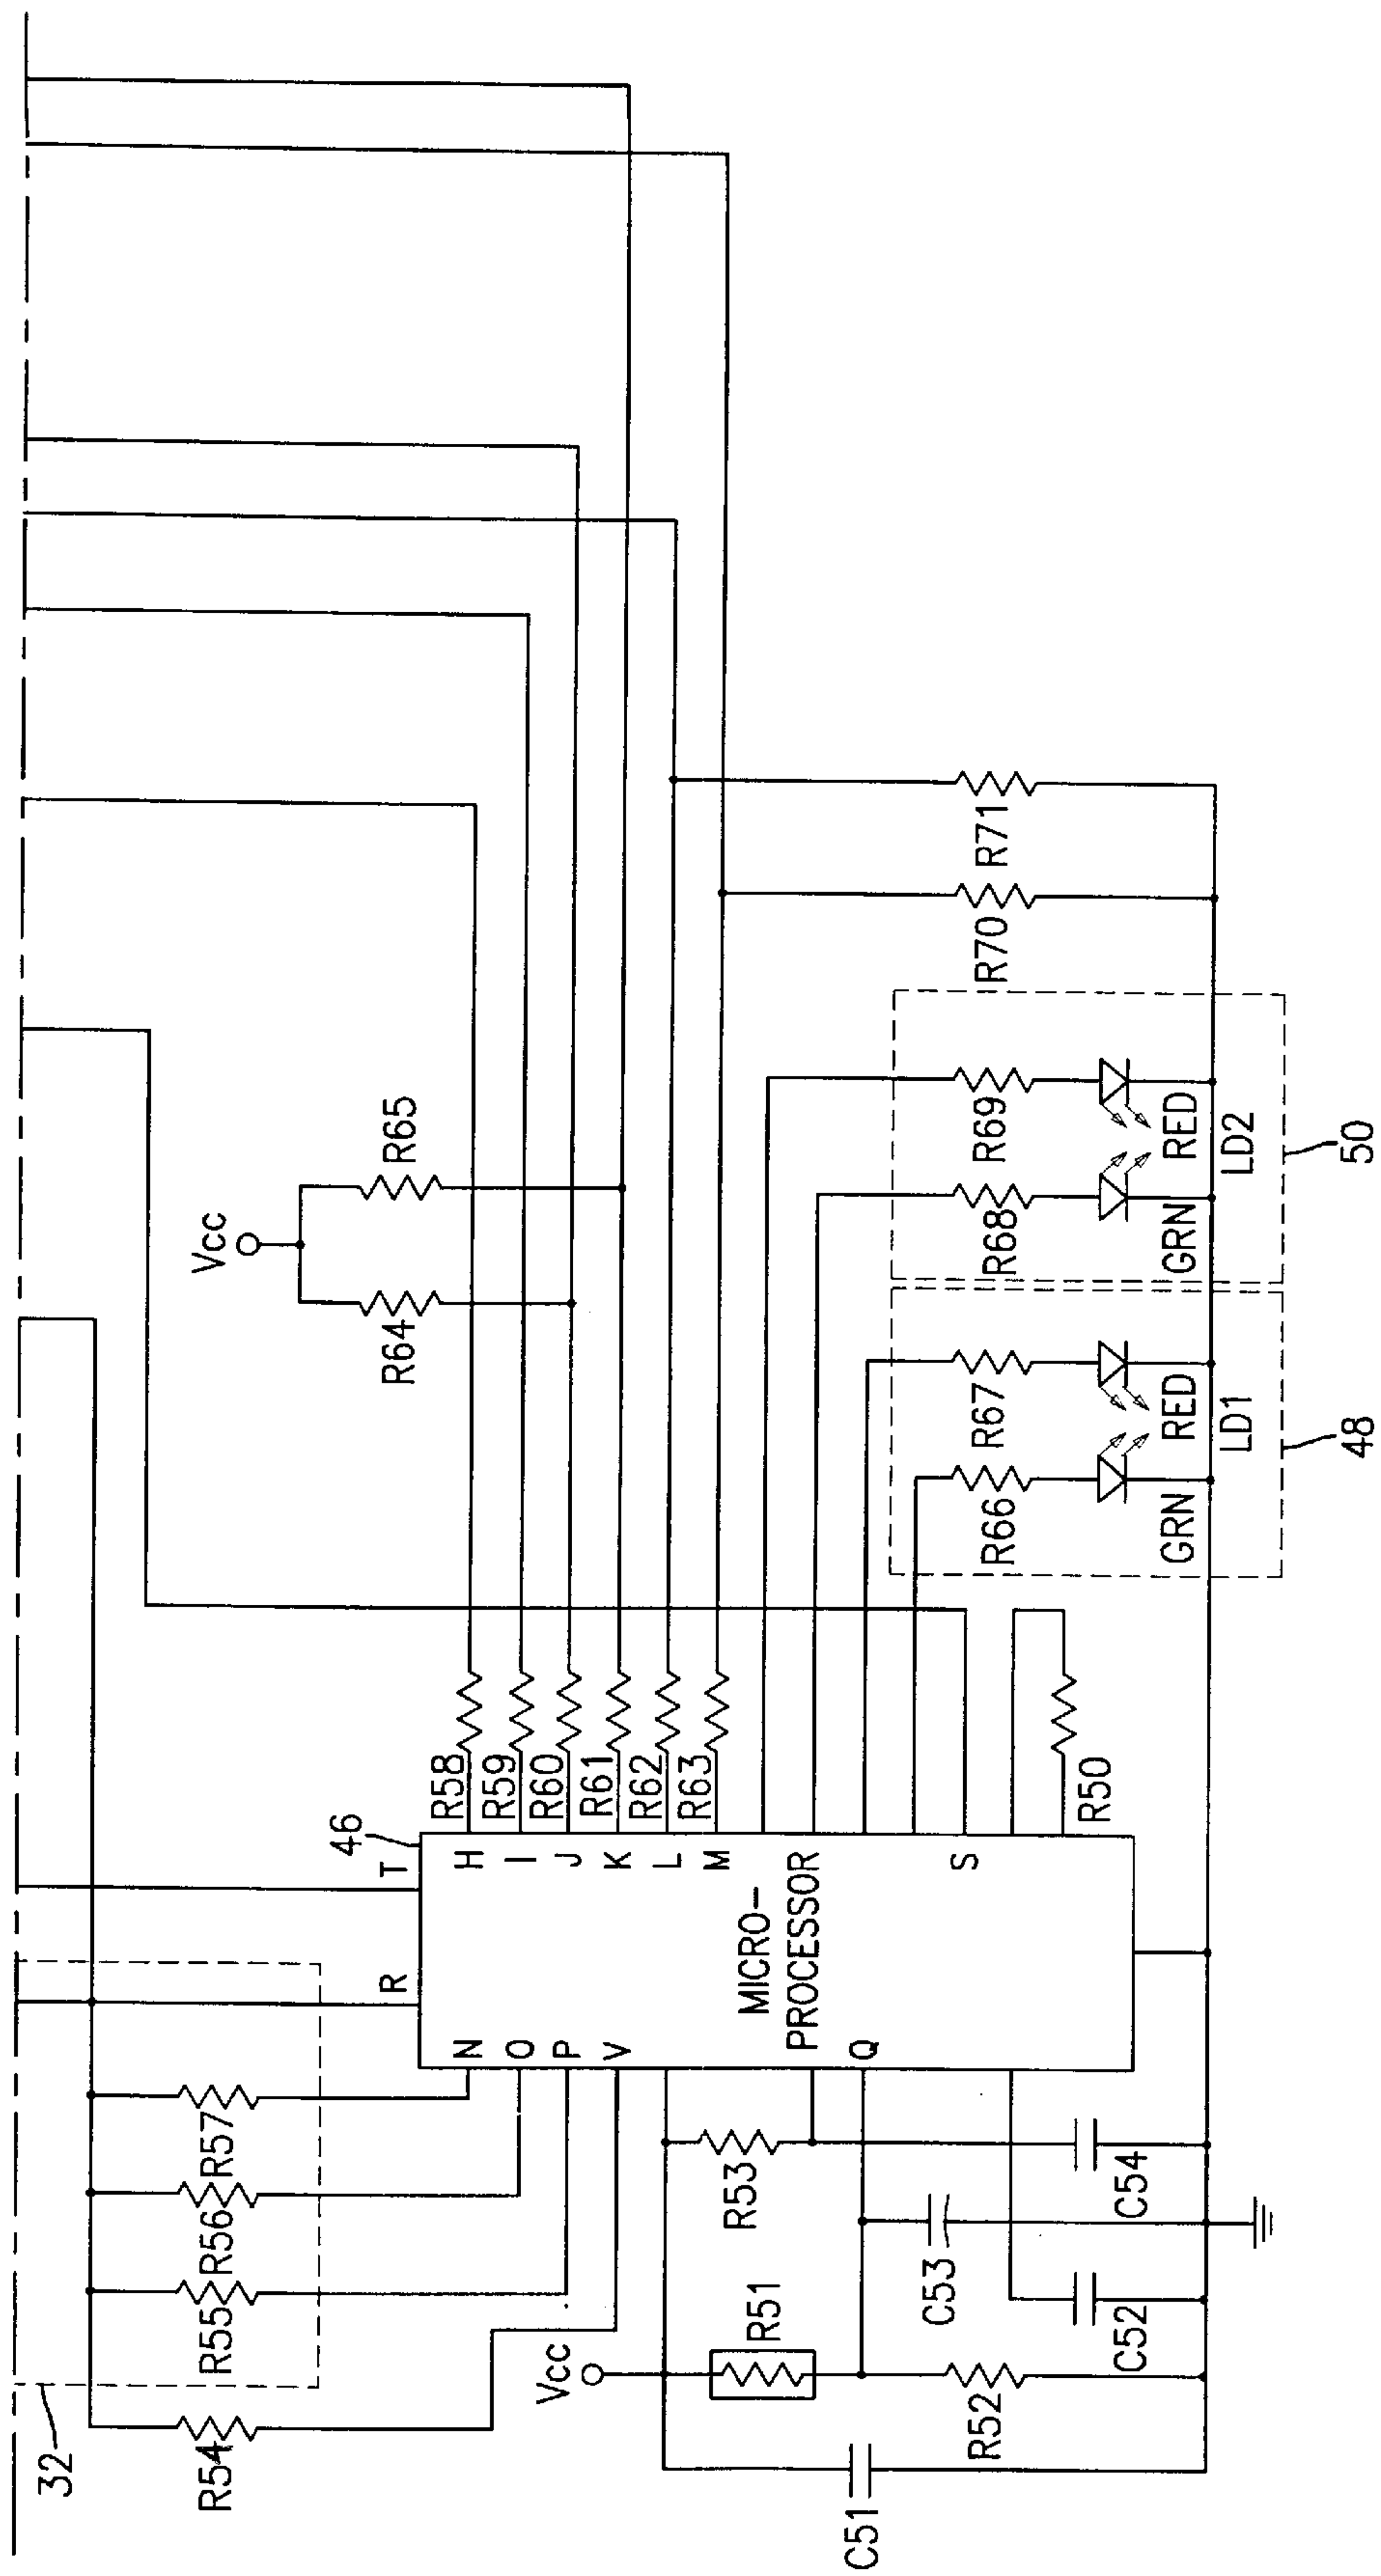 32
R54
R55
R56
R57
Vcc
R64
R65
R
T
46
N
O
P
V
Q
H
I
J
K
L
M
S
MICRO-
PROCESSOR
R58
R59
R60
R61
R62
R63
R50
Vcc
R51
R53
C51
R52
C53
C52
C54
R66
R67
R68
R69
R70
R71
GRN
RED
LD1
GRN
RED
LD2
48
50